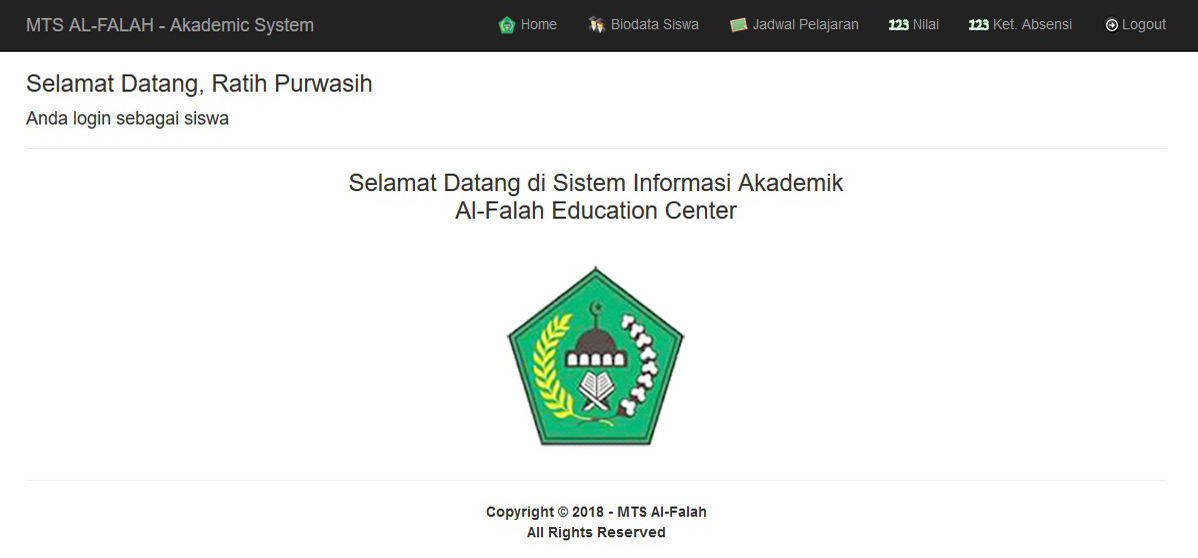 MTS AL-FALAH - Akademic System
Home
Biodata Siswa
Jadwal Pelajaran
123 Nilai
123 Ket. Absensi
Logout
Selamat Datang, Ratih Purwasih
Anda login sebagai siswa
Selamat Datang di Sistem Informasi Akademik
Al-Falah Education Center
Copyright © 2018 - MTS Al-Falah
All Rights Reserved